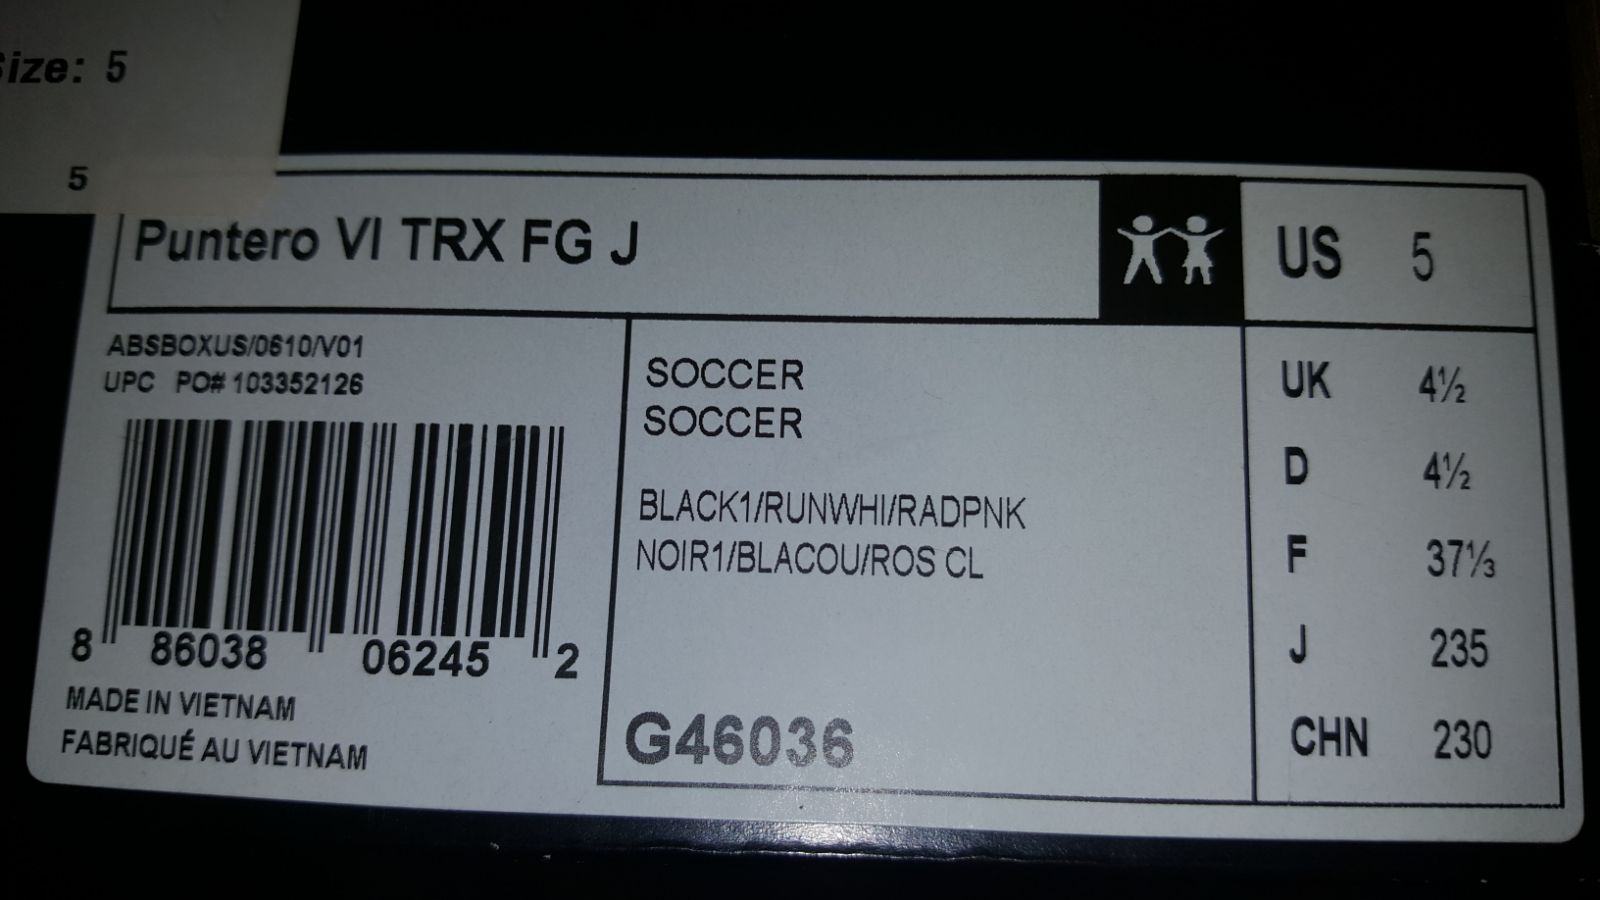 Size: 5
5
Puntero VI TRX FG J
US 5
ABSBOXUS/0610/V01
UPC PO# 103352126
8 86038 06245 2
MADE IN VIETNAM
FABRIQUÉ AU VIETNAM
SOCCER
SOCCER
BLACK1/RUNWHI/RADPNK
NOIR1/BLACOU/ROS CL
G46036
UK 4½
D 4½
F 37⅓
J 235
CHN 230